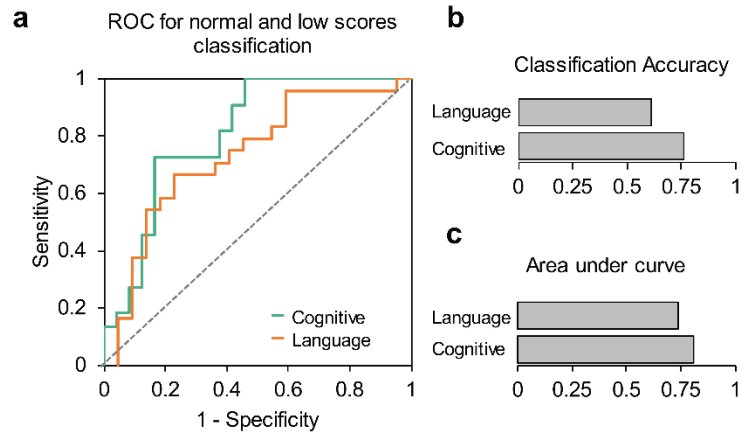 a
ROC for normal and low scores
classification
1
0.8
0.6
0.4
0.2
0
Sensitivity
Cognitive
Language
0 0.2 0.4 0.6 0.8 1
1 - Specificity
b
Classification Accuracy
Language
Cognitive
0 0.25 0.5 0.75 1
c
Area under curve
Language
Cognitive
0 0.25 0.5 0.75 1